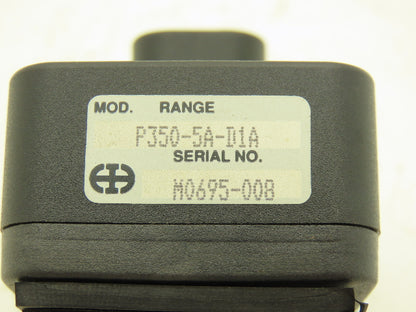 MOD. RANGE
P350-5A-D1A
SERIAL NO.
M0695-008